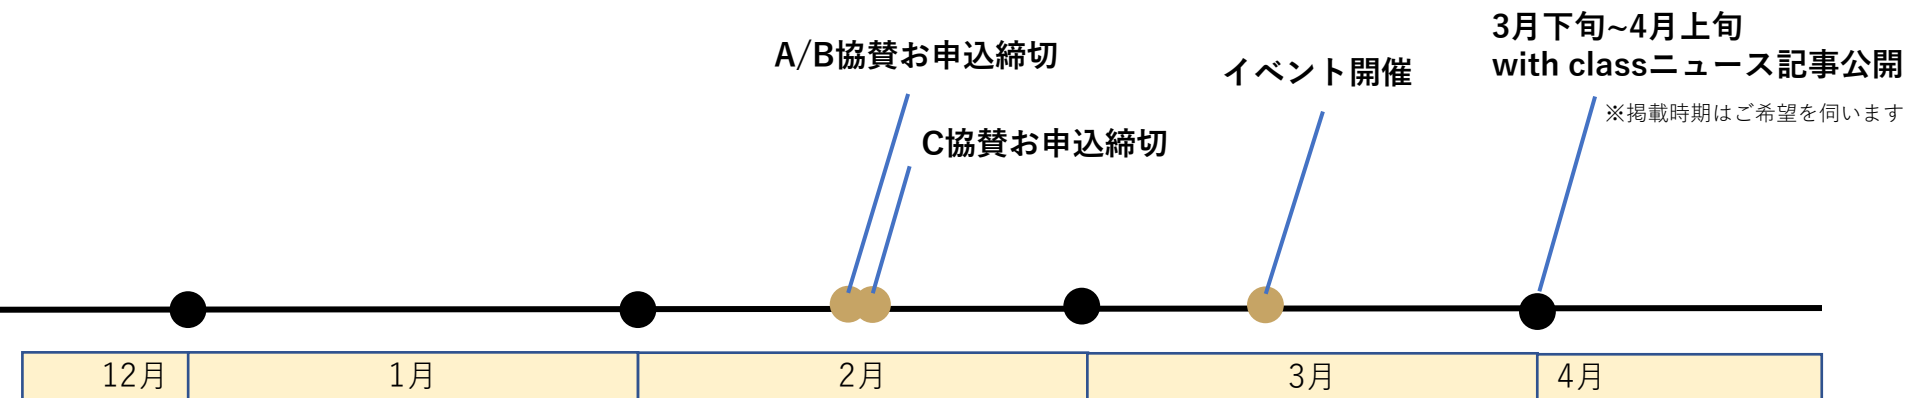 3月下旬~4月上旬
with classニュース記事公開
※掲載時期はご希望を伺います
A/B協賛お申込締切
イベント開催
C協賛お申込締切
12月
1月
2月
3月
4月